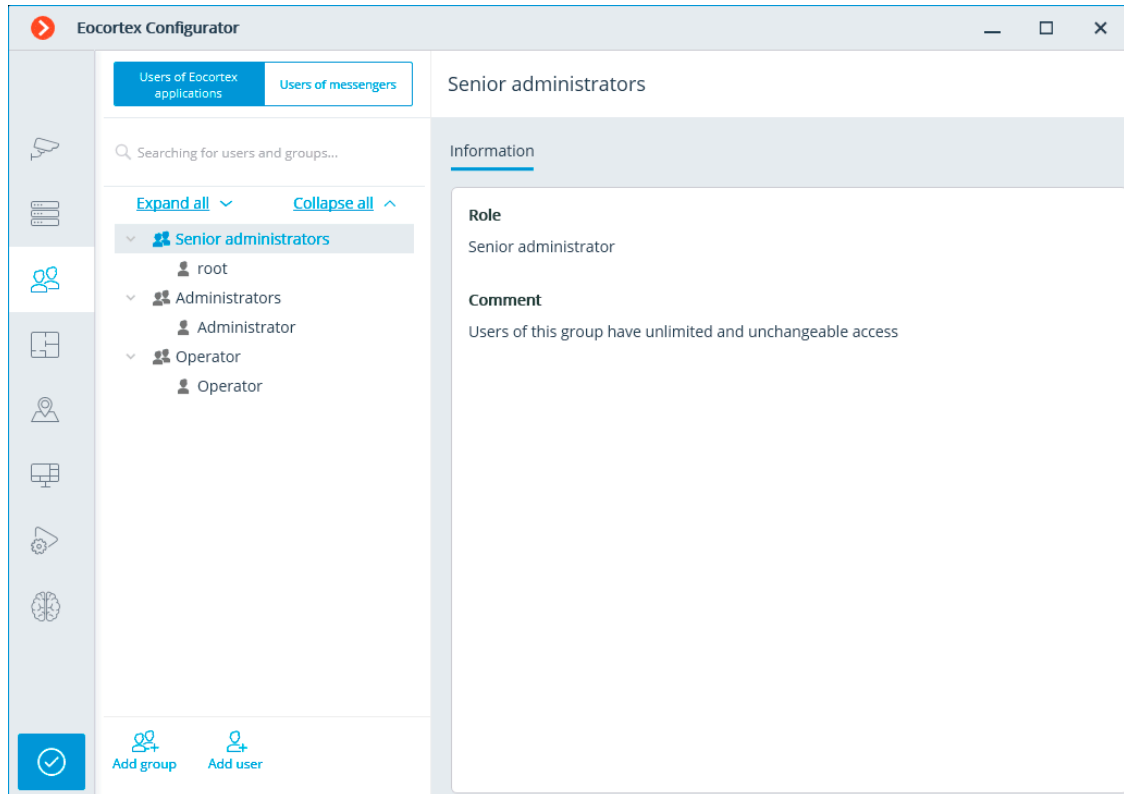 Eocortex Configurator
Users of Eocortex
applications
Users of messengers
Senior administrators
Searching for users and groups...
Information
Expand all
Collapse all
Senior administrators
root
Administrators
Administrator
Operator
Operator
Role
Senior administrator
Comment
Users of this group have unlimited and unchangeable access
Add group
Add user